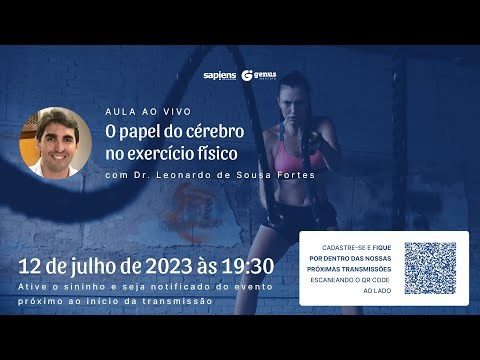 sapiens
genus
AULA AO VIVO
O papel do cérebro
no exercício físico
com Dr. Leonardo de Sousa Fortes
12 de julho de 2023 às 19:30
Ative o sininho e seja notificado do evento
próximo ao início da transmissão
CADASTRE-SE E FIQUE
POR DENTRO DAS NOSSAS
PRÓXIMAS TRANSMISSÕES
ESCANEANDO O QR CODE
AO LADO